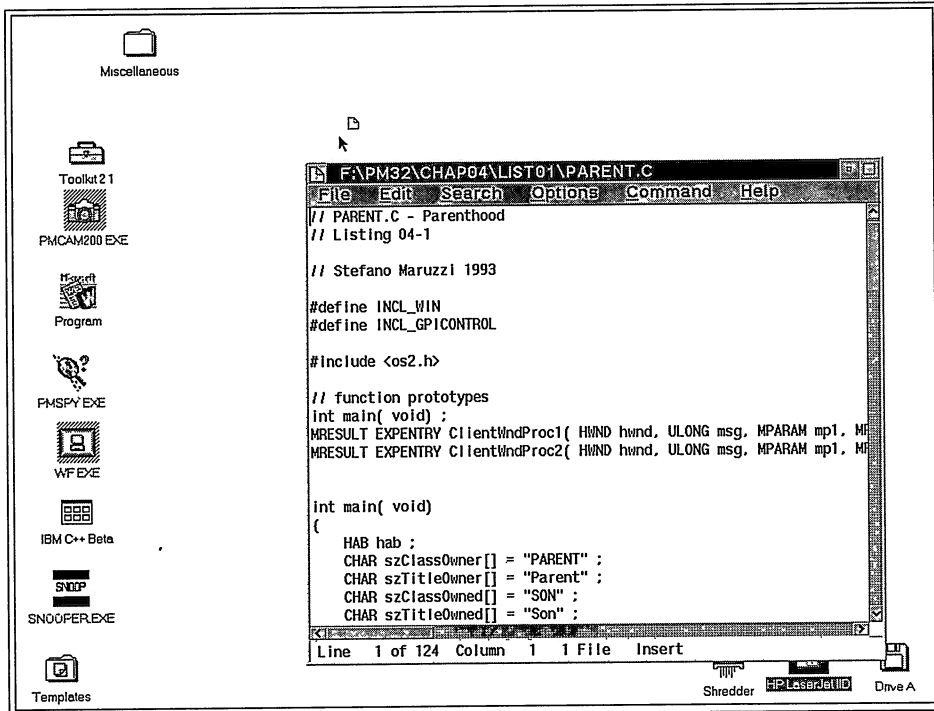 Miscellaneous
Toolkit 2 1
PMCAM200 EXE
Program
PMSPY EXE
WF EXE
IBM C++ Beta
SNOOP
SNOOPER.EXE
Templates
F:\PM32\CHAP04\LIST01\PARENT.C
File Edit Search Options Command Help
// PARENT.C - Parenthood
// Listing 04-1
// Stefano Maruzzi 1993
#define INCL_WIN
#define INCL_GPICONTROL
#include <os2.h>
// function prototypes
int main( void) ;
MRESULT EXPENTRY ClientWndProc1( HWND hwnd, ULONG msg, MPARAM mp1,
MRESULT EXPENTRY ClientWndProc2( HWND hwnd, ULONG msg, MPARAM mp1,
int main( void)
{
HAB hab ;
CHAR szClassOwner[] = "PARENT" ;
CHAR szTitleOwner[] = "Parent" ;
CHAR szClassOwned[] = "SON" ;
CHAR szTitleOwned[] = "Son" ;
Line 1 of 124 Column 1 1 File Insert
Shredder
HP LaserJet IID
Drive A